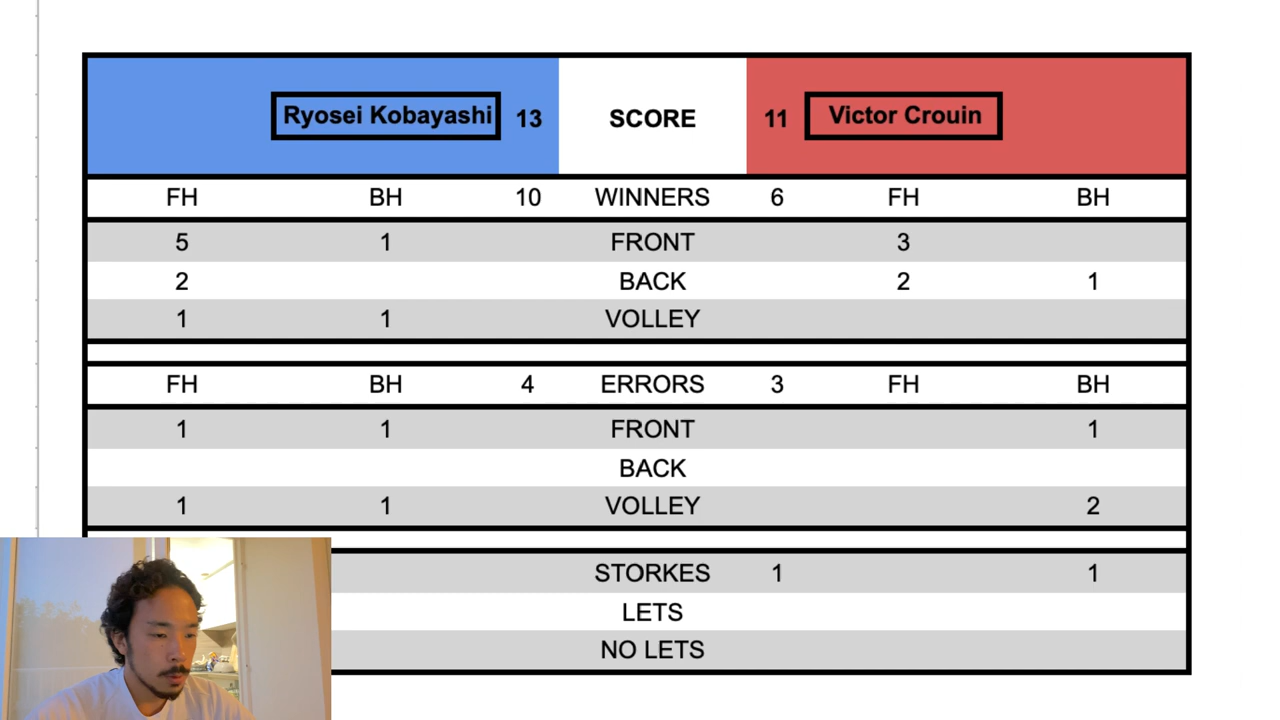 Ryosei Kobayashi 13 SCORE 11 Victor Crouin
FH BH 10 WINNERS 6 FH BH
5 1 FRONT 3
2 BACK 2 1
1 1 VOLLEY
FH BH 4 ERRORS 3 FH BH
1 1 FRONT 1
BACK
1 1 VOLLEY 2
STORKES 1 1
LETS
NO LETS